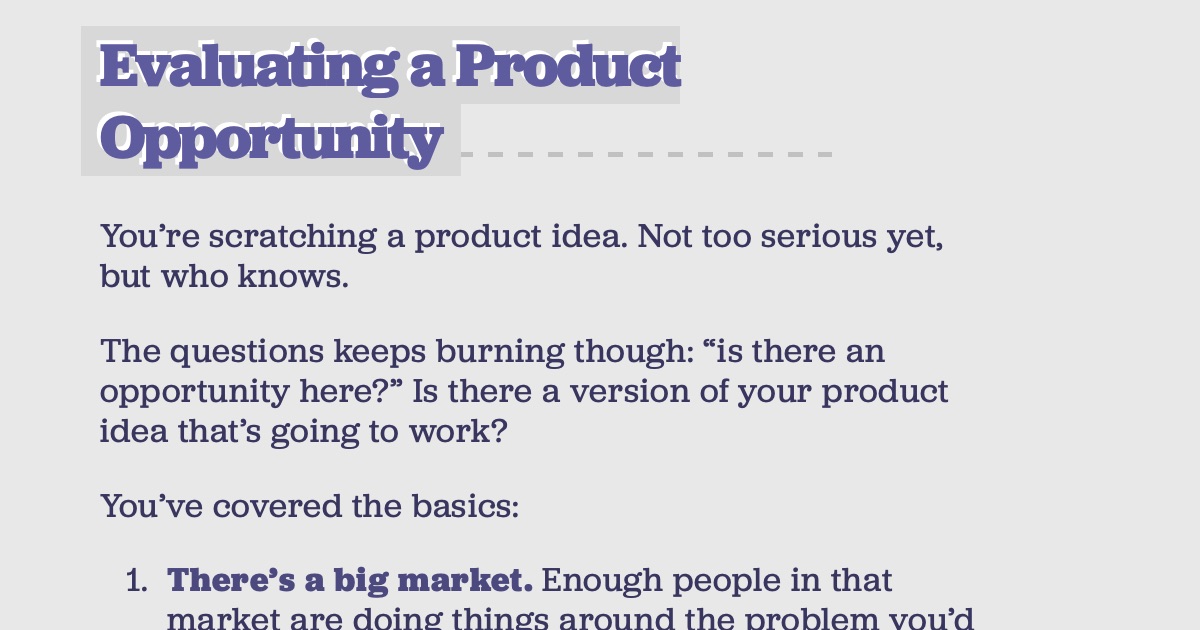 Evaluating a Product
Opportunity
You’re scratching a product idea. Not too serious yet,
but who knows.
The questions keeps burning though: “is there an
opportunity here?” Is there a version of your product
idea that’s going to work?
You’ve covered the basics:
1. There’s a big market. Enough people in that
market are doing things around the problem you’d